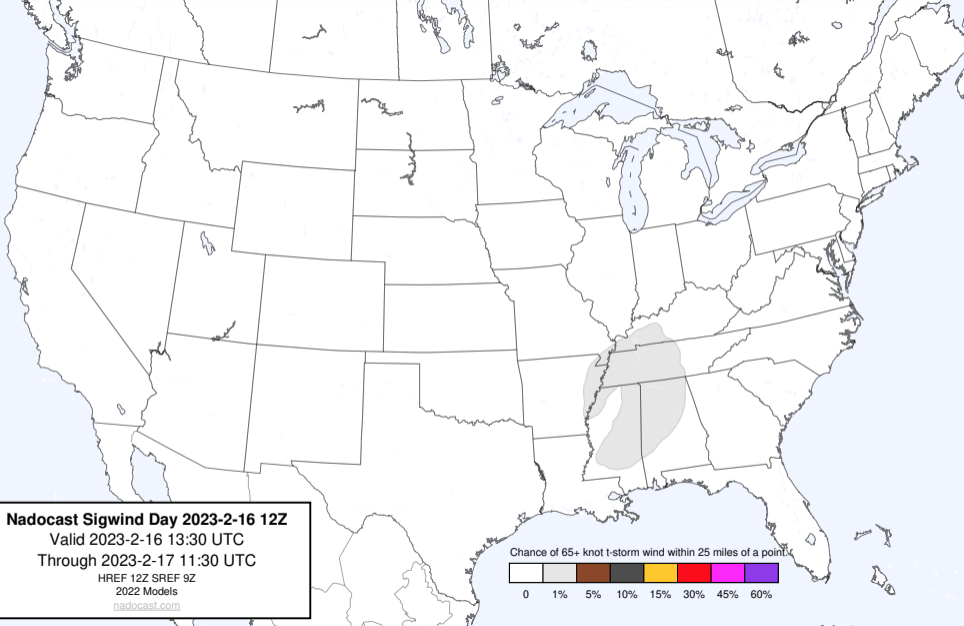 Nadocast Sigwind Day 2023-2-16 12Z
Valid 2023-2-16 13:30 UTC
Through 2023-2-17 11:30 UTC
HREF 12Z SREF 9Z
2022 Models
nadocast.com
Chance of 65+ knot t-storm wind within 25 miles of a point.
0 1% 5% 10% 15% 30% 45% 60%